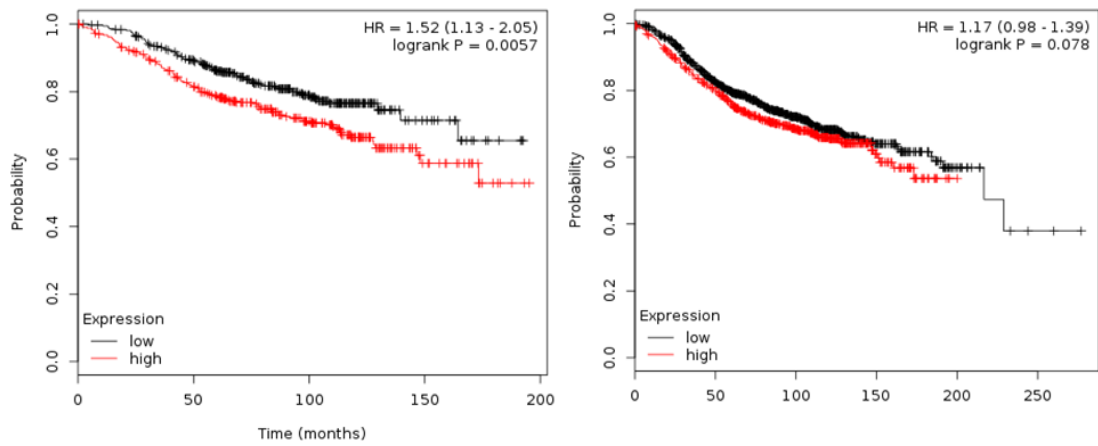 HR = 1.52 (1.13 - 2.05)
logrank P = 0.0057
Probability
1.0
0.8
0.6
0.4
0.2
0.0
Expression
low
high
0 50 100 150 200
Time (months)
HR = 1.17 (0.98 - 1.39)
logrank P = 0.078
Probability
1.0
0.8
0.6
0.4
0.2
0.0
Expression
low
high
0 50 100 150 200 250